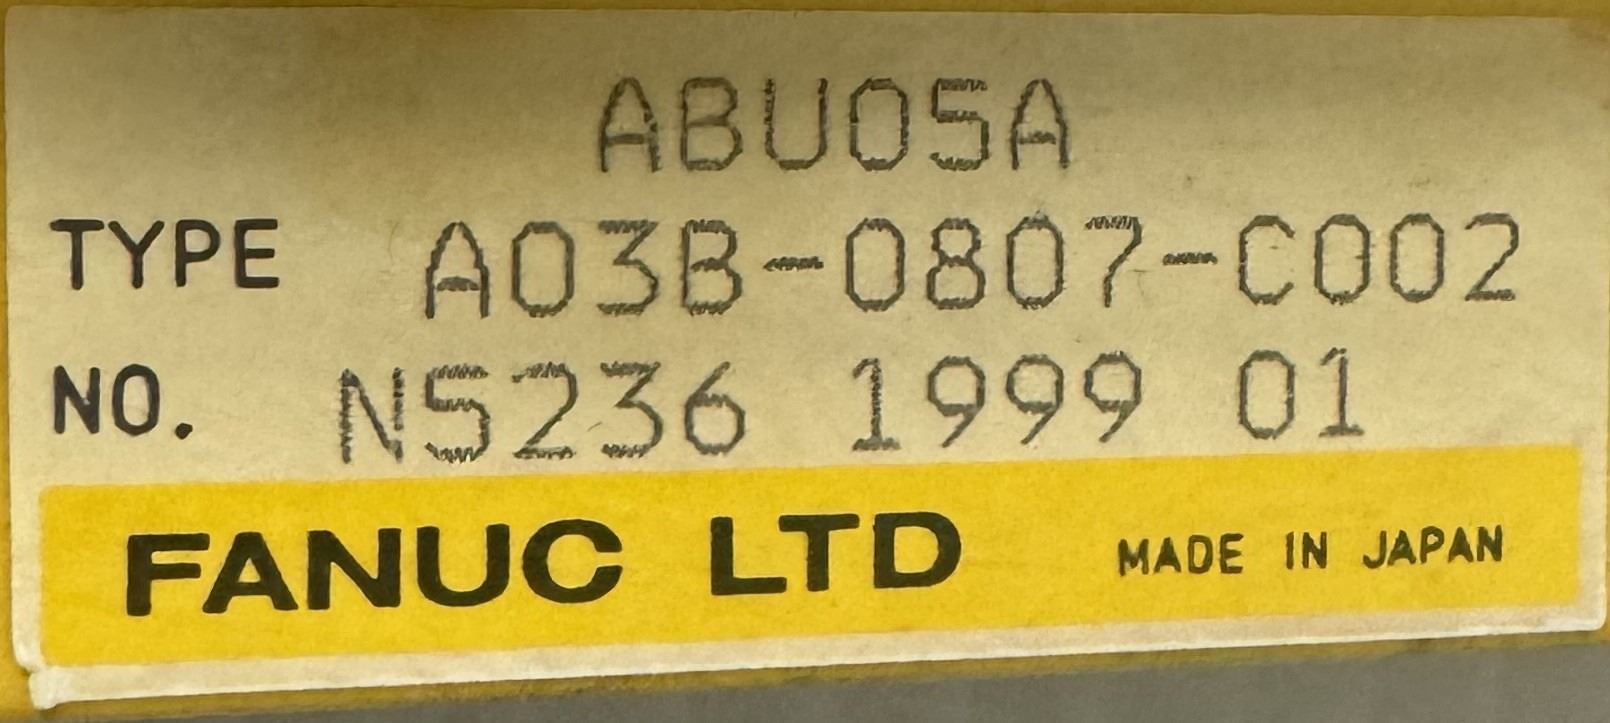 ABU05A
TYPE A03B-0807-C002
NO. N5236 1999 01
FANUC LTD MADE IN JAPAN